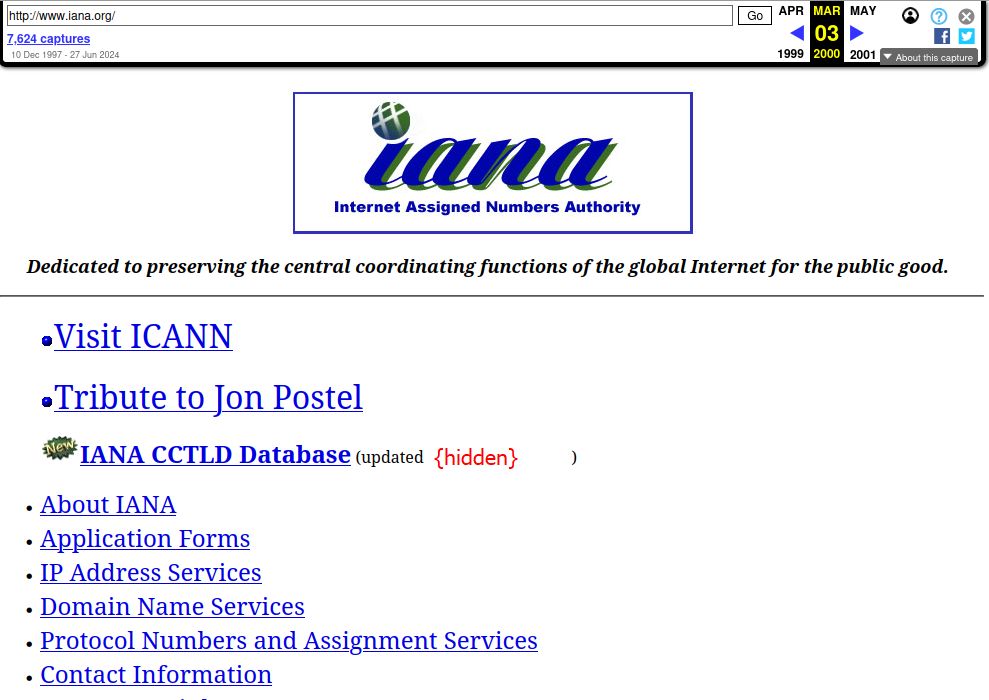 http://www.iana.org/ Go APR MAR MAY
7,624 captures 03
10 Dec 1997 - 27 Jun 2024 1999 2000 2001 About this capture
iana
Internet Assigned Numbers Authority
Dedicated to preserving the central coordinating functions of the global Internet for the public good.
Visit ICANN
Tribute to Jon Postel
New IANA CCTLD Database (updated {hidden} )
About IANA
Application Forms
IP Address Services
Domain Name Services
Protocol Numbers and Assignment Services
Contact Information